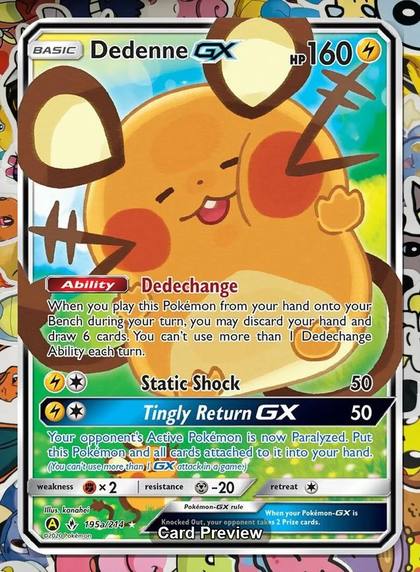 BASIC Dedenne GX HP 160
Ability Dedechange
When you play this Pokémon from your hand onto your
Bench during your turn, you may discard your hand and
draw 6 cards. You can't use more than 1 Dedechange
Ability each turn.
Static Shock 50
Tingly Return GX 50
Your opponent's Active Pokémon is now Paralyzed. Put
this Pokémon and all cards attached to it into your hand.
(You can't use more than 1 GX attack in a game.)
weakness ×2 resistance -20 retreat
Illus. kanahei
A 195a/214
©2020 Pokémon
Pokémon-GX rule
When your Pokémon-GX is
Knocked Out, your opponent takes 2 Prize cards.
Card Preview